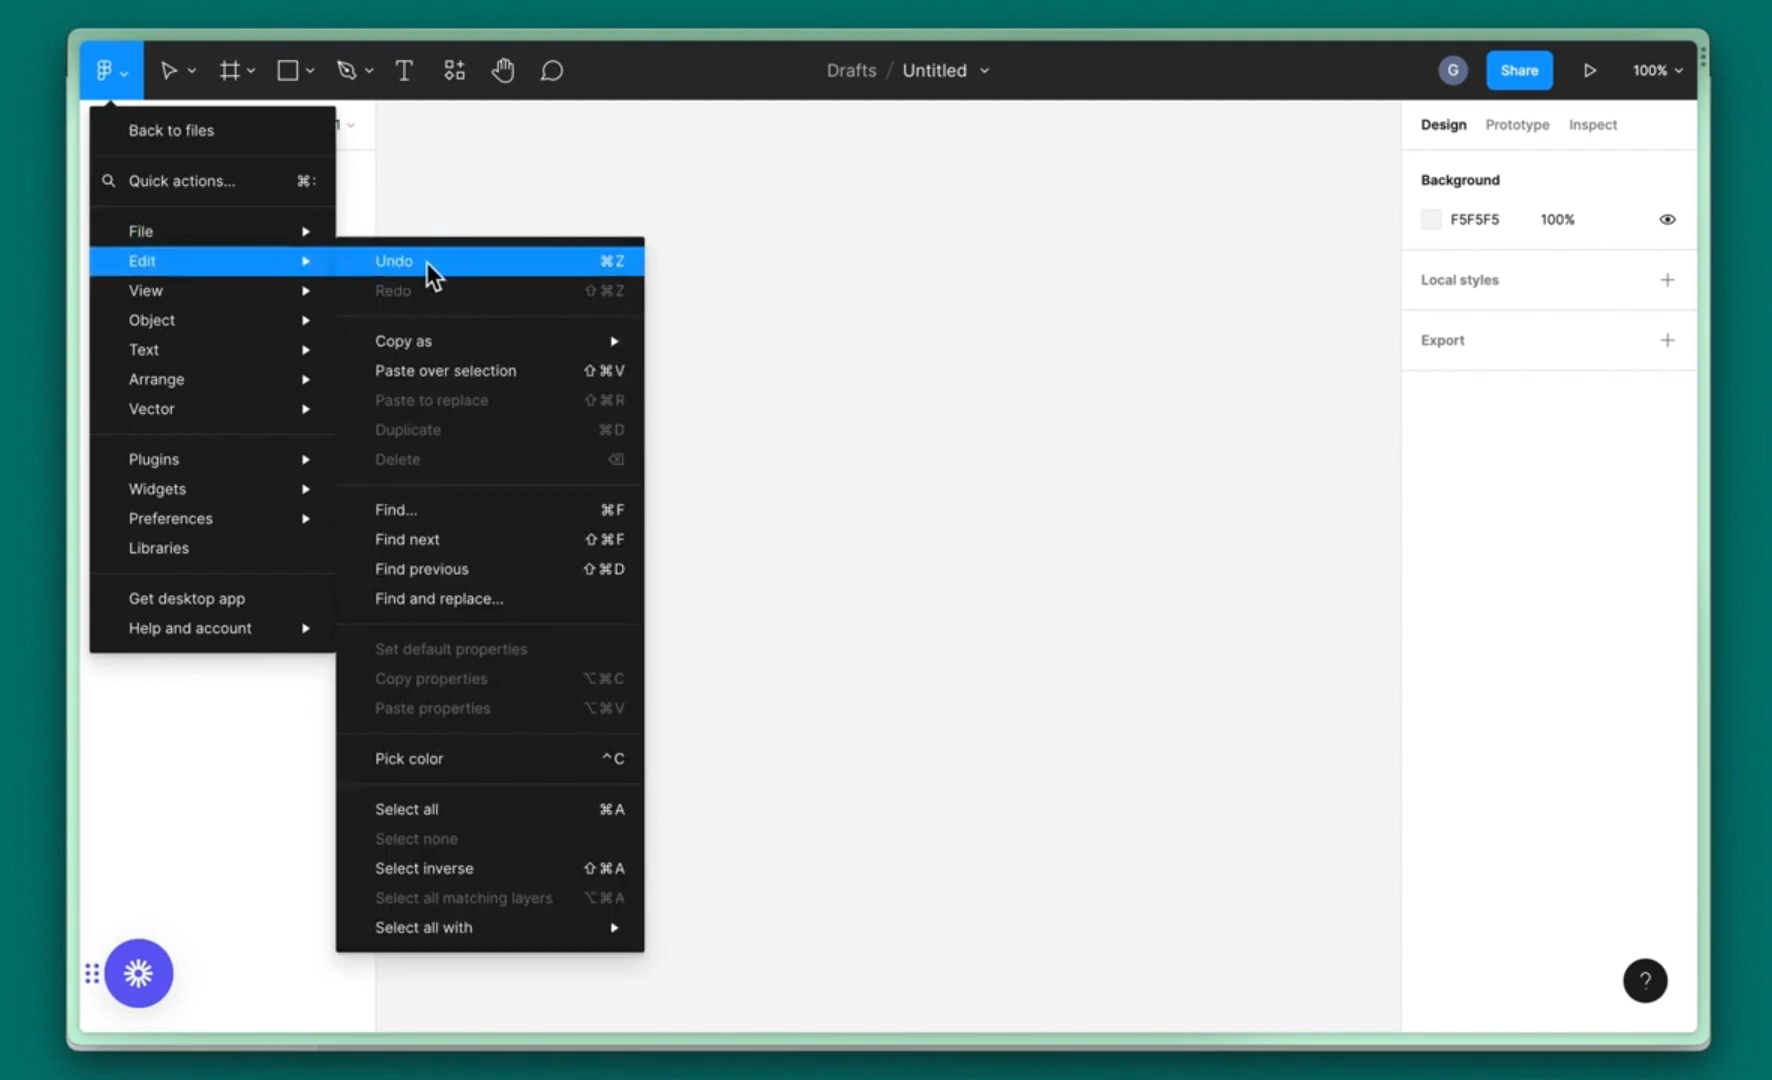 Drafts / Untitled
G
Share
100%
Back to files
Quick actions... ⌘:
File
Edit
View
Object
Text
Arrange
Vector
Plugins
Widgets
Preferences
Libraries
Get desktop app
Help and account
Undo ⌘Z
Redo ⇧⌘Z
Copy as
Paste over selection ⇧⌘V
Paste to replace ⇧⌘R
Duplicate ⌘D
Delete ⌫
Find... ⌘F
Find next ⇧⌘F
Find previous ⇧⌘D
Find and replace...
Set default properties
Copy properties ⌥⌘C
Paste properties ⌥⌘V
Pick color ^C
Select all ⌘A
Select none
Select inverse ⇧⌘A
Select all matching layers ⌥⌘A
Select all with
Design Prototype Inspect
Background
F5F5F5 100%
Local styles
Export
?